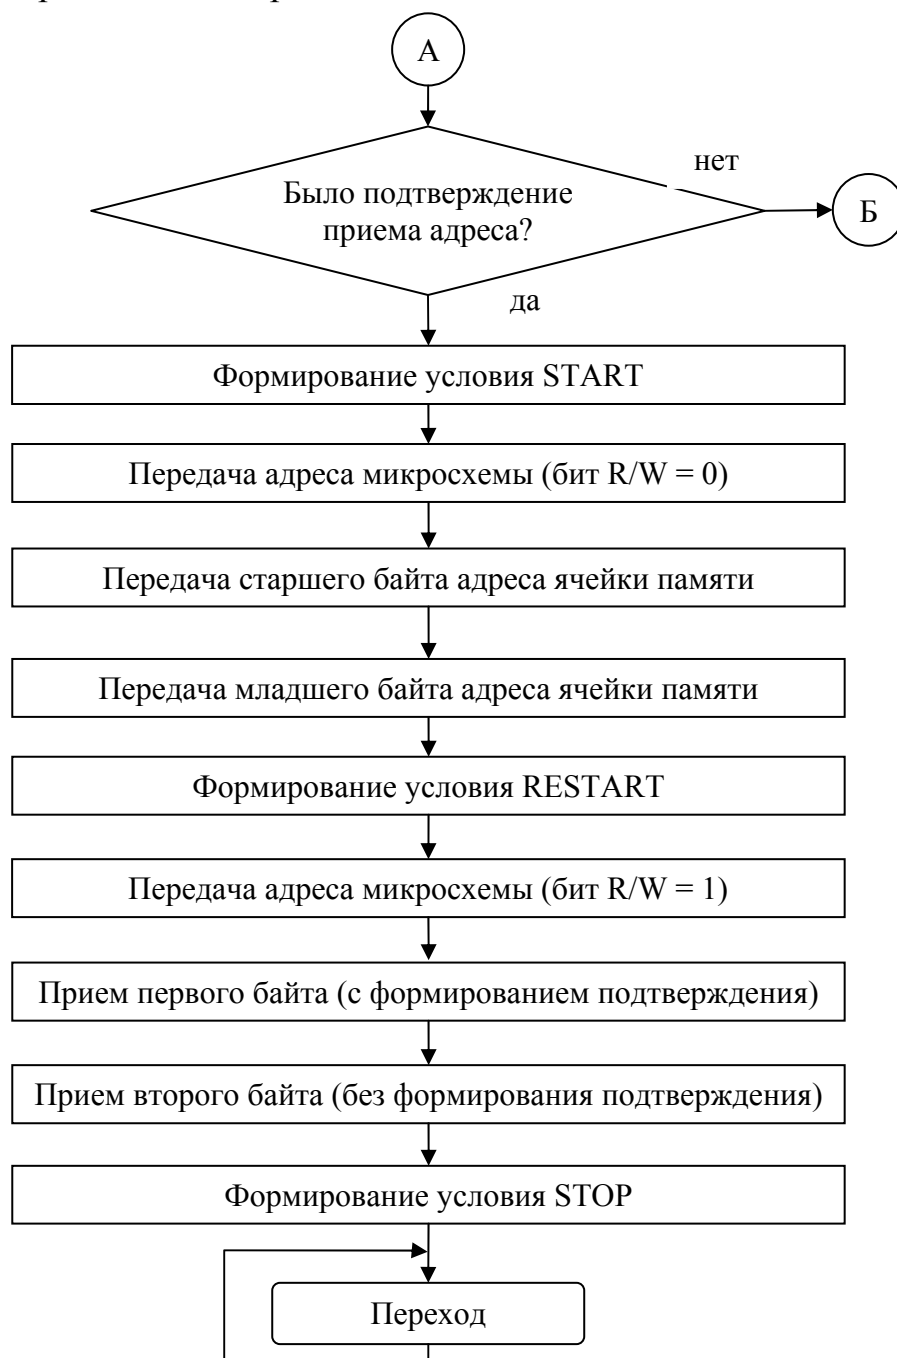 А
нет
Было подтверждение
приема адреса?
Б
да
Формирование условия START
Передача адреса микросхемы (бит R/W = 0)
Передача старшего байта адреса ячейки памяти
Передача младшего байта адреса ячейки памяти
Формирование условия RESTART
Передача адреса микросхемы (бит R/W = 1)
Прием первого байта (с формированием подтверждения)
Прием второго байта (без формирования подтверждения)
Формирование условия STOP
Переход